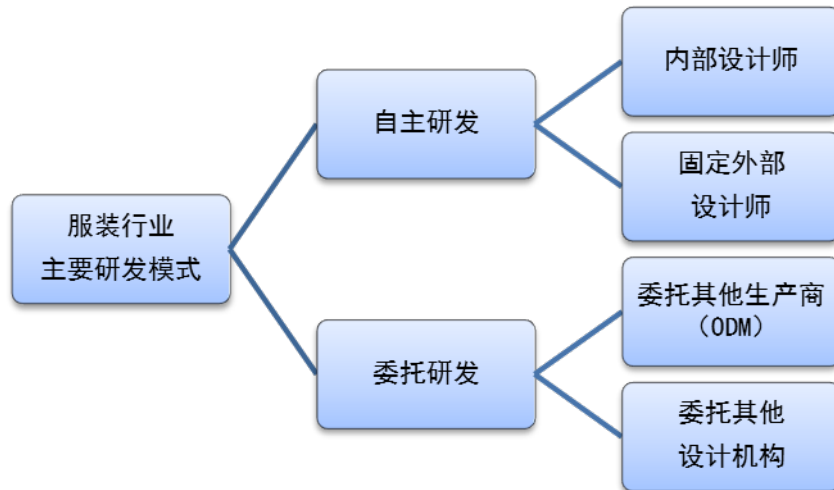 服装行业
主要研发模式
自主研发
内部设计师
固定外部
设计师
委托研发
委托其他生产商
（ODM）
委托其他
设计机构